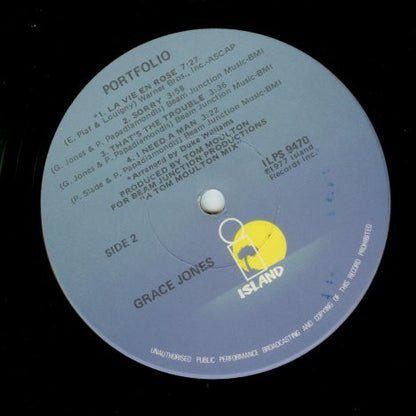 PORTFOLIO
*1. LA VIE EN ROSE 7:27
(E. Piaf & Louigny) Warner Bros., Inc.-ASCAP
2. SORRY 3:58
(G. Jones & P. Papadiamondis) Beam Junction Music-BMI
3. THAT'S THE TROUBLE 3:36
(G. Jones & P. Papadiamondis) Beam Junction Music-BMI
4. I NEED A MAN 3:22
(P. Slade & P. Papadiamondis) Beam Junction Music-BMI
*Arranged by Duke Williams
PRODUCED BY TOM MOULTON
FOR BEAM JUNCTION PRODUCTIONS
"A TOM MOULTON MIX"
ILPS 9470
℗1977 Island
Records Inc.
SIDE 2
GRACE JONES
ISLAND
UNAUTHORISED PUBLIC PERFORMANCE BROADCASTING AND COPYING OF THIS RECORD PROHIBITED